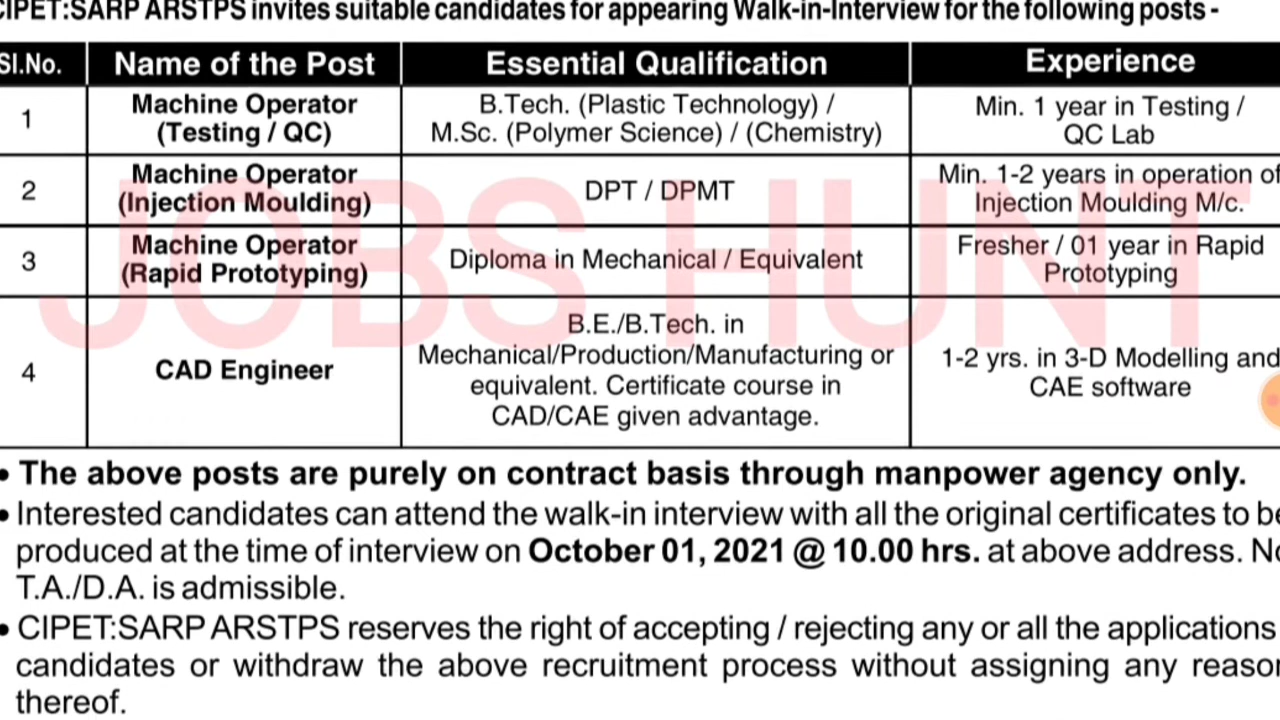 CIPET:SARP ARSTPS invites suitable candidates for appearing Walk-in-Interview for the following posts -
Sl.No. Name of the Post Essential Qualification Experience
1 Machine Operator (Testing / QC) B.Tech. (Plastic Technology) / M.Sc. (Polymer Science) / (Chemistry) Min. 1 year in Testing / QC Lab
2 Machine Operator (Injection Moulding) DPT / DPMT Min. 1-2 years in operation of Injection Moulding M/c.
3 Machine Operator (Rapid Prototyping) Diploma in Mechanical / Equivalent Fresher / 01 year in Rapid Prototyping
4 CAD Engineer B.E./B.Tech. in Mechanical/Production/Manufacturing or equivalent. Certificate course in CAD/CAE given advantage. 1-2 yrs. in 3-D Modelling and CAE software
JOBS HUNT
• The above posts are purely on contract basis through manpower agency only.
• Interested candidates can attend the walk-in interview with all the original certificates to be
produced at the time of interview on October 01, 2021 @ 10.00 hrs. at above address. No
T.A./D.A. is admissible.
• CIPET:SARP ARSTPS reserves the right of accepting / rejecting any or all the applications
candidates or withdraw the above recruitment process without assigning any reason
thereof.